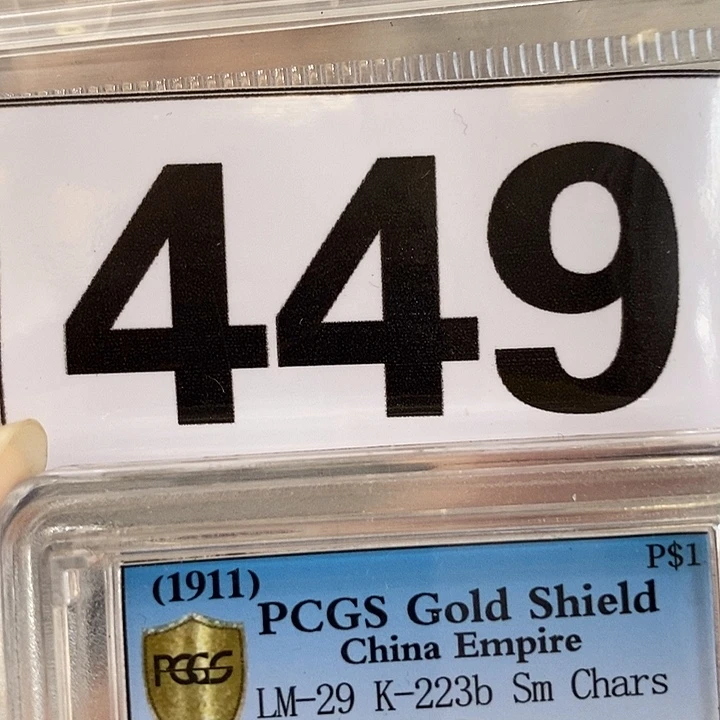 449
P$1
(1911)
PCGS Gold Shield
China Empire
PCGS
LM-29 K-223b Sm Chars